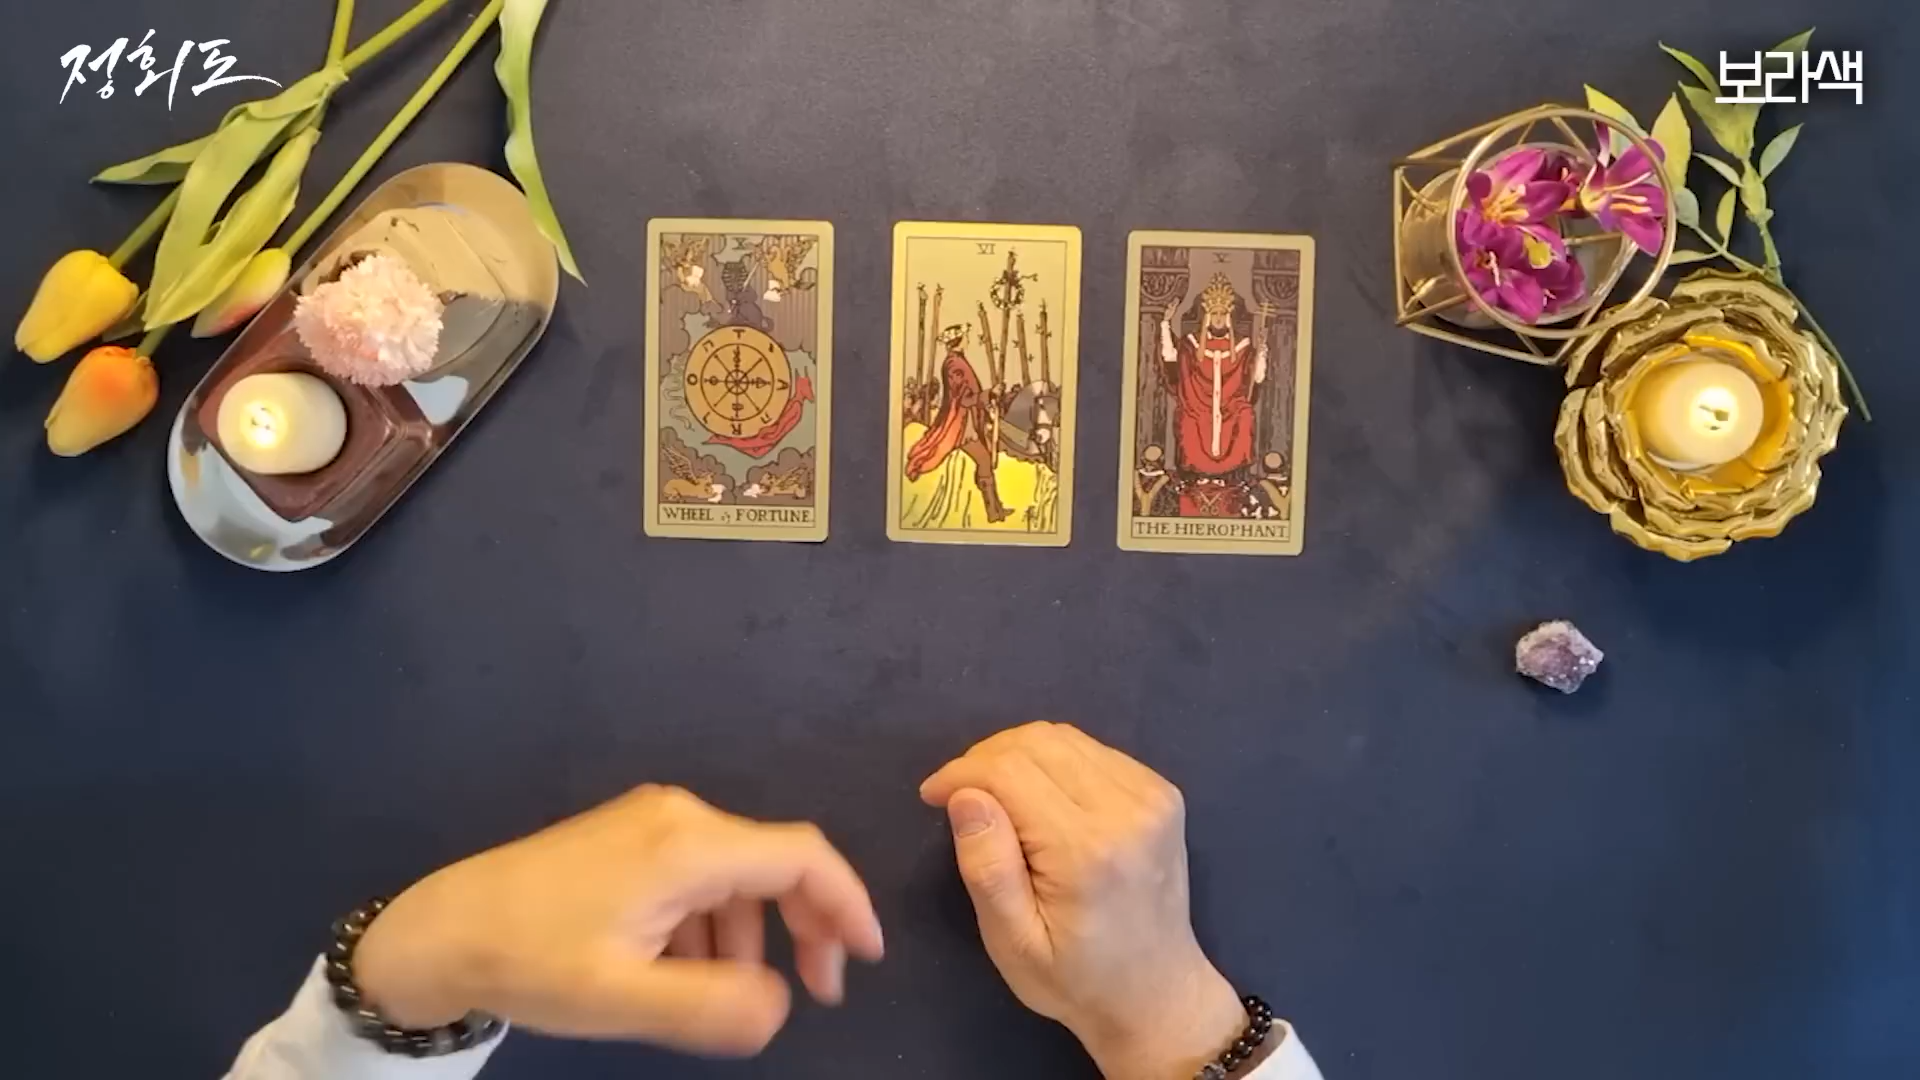 정회도
보라색
X
WHEEL of FORTUNE.
VI
V
THE HIEROPHANT.